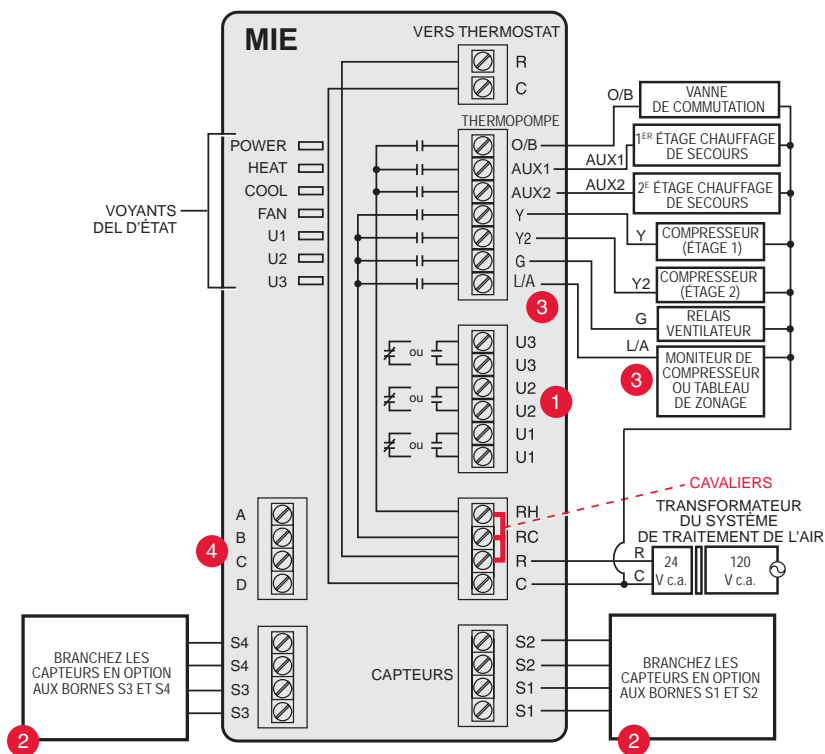 MIE
VERS THERMOSTAT
R
C
THERMOPOMPE
O/B
AUX1
AUX2
Y
Y2
G
L/A
3
O/B
VANNE
DE COMMUTATION
AUX1
1ER ÉTAGE CHAUFFAGE
DE SECOURS
AUX2
2E ÉTAGE CHAUFFAGE
DE SECOURS
Y
COMPRESSEUR
(ÉTAGE 1)
Y2
COMPRESSEUR
(ÉTAGE 2)
G
RELAIS
VENTILATEUR
L/A
3
MONITEUR DE
COMPRESSEUR
OU TABLEAU
DE ZONAGE
VOYANTS
DEL D'ÉTAT
POWER
HEAT
COOL
FAN
U1
U2
U3
ou
ou
ou
U3
U3
U2
U2
U1
U1
1
CAVALIERS
RH
RC
R
C
TRANSFORMATEUR
DU SYSTÈME
DE TRAITEMENT DE L'AIR
R
C
24
V c.a.
120
V c.a.
4
A
B
C
D
BRANCHEZ LES
CAPTEURS EN OPTION
AUX BORNES S3 ET S4
2
S4
S4
S3
S3
CAPTEURS
S2
S2
S1
S1
BRANCHEZ LES
CAPTEURS EN OPTION
AUX BORNES S1 ET S2
2